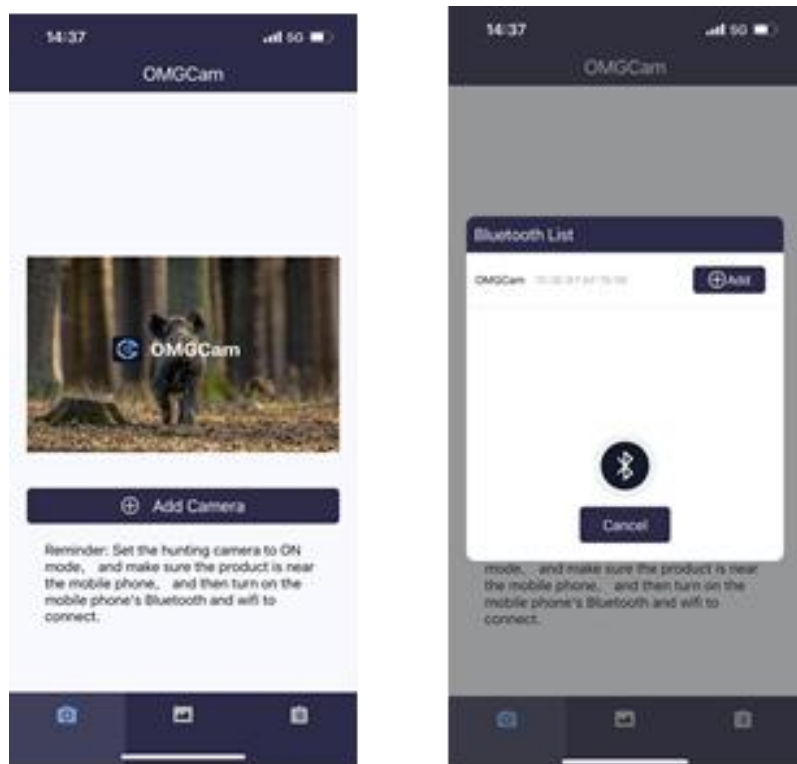 14:37
5G
OMGCam
OMGCam
Add Camera
Reminder: Set the hunting camera to ON
mode, and make sure the product is near
the mobile phone, and then turn on the
mobile phone's Bluetooth and wifi to
connect.
14:37
5G
OMGCam
Bluetooth List
OMGCam
Add
Cancel
mode, and make sure the product is near
the mobile phone, and then turn on the
mobile phone's Bluetooth and wifi to
connect.